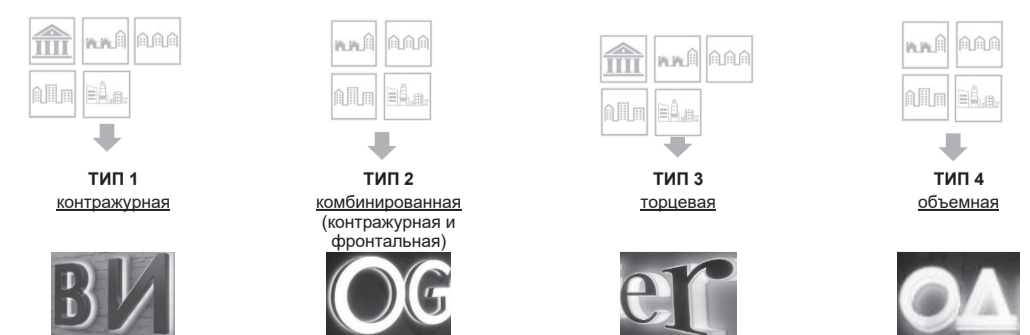 ТИП 1
контражурная
ТИП 2
комбинированная
(контражурная и
фронтальная)
ТИП 3
торцевая
ТИП 4
объемная
ВИ
OG
er
ОД